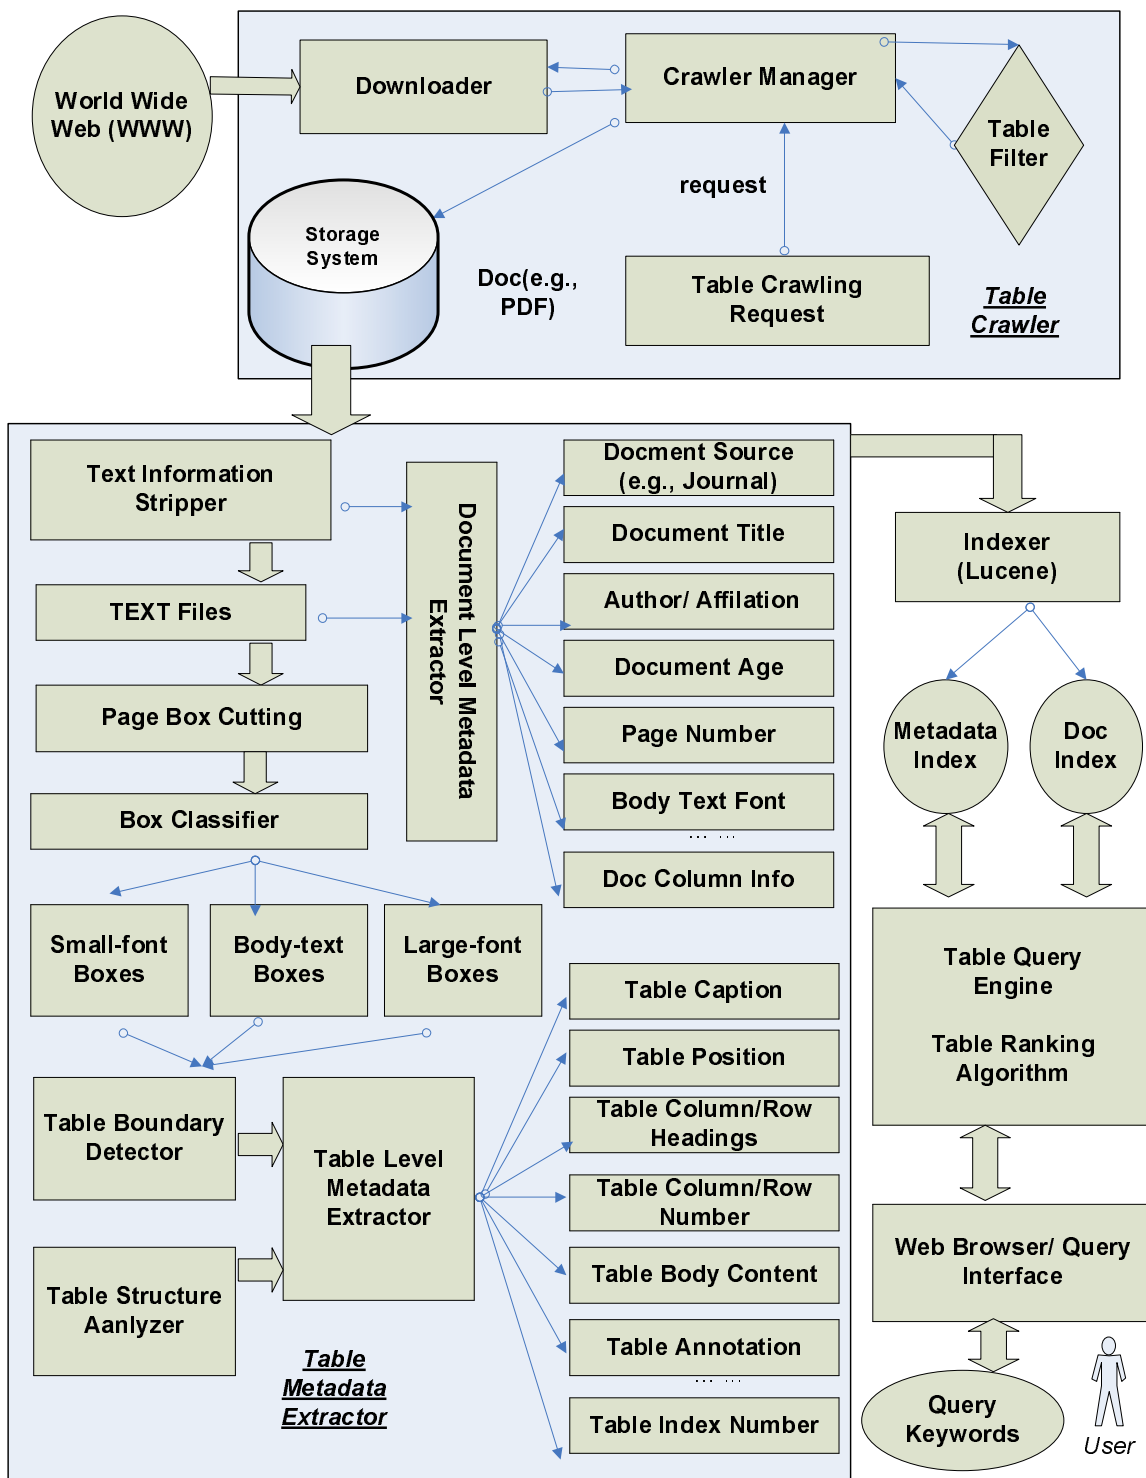 World Wide
Web (WWW)
Downloader
Crawler Manager
Table
Filter
request
Storage
System
Doc(e.g.,
PDF)
Table Crawling
Request
Table
Crawler
Text Information
Stripper
TEXT Files
Page Box Cutting
Box Classifier
Small-font
Boxes
Body-text
Boxes
Large-font
Boxes
Document Level Metadata
Extractor
Docment Source
(e.g., Journal)
Document Title
Author/ Affilation
Document Age
Page Number
Body Text Font
... ...
Doc Column Info
Table Boundary
Detector
Table Structure
Aanlyzer
Table Level
Metadata
Extractor
Table Caption
Table Position
Table Column/Row
Headings
Table Column/Row
Number
Table Body Content
Table Annotation
... ...
Table Index Number
Table
Metadata
Extractor
Indexer
(Lucene)
Metadata
Index
Doc
Index
Table Query
Engine
Table Ranking
Algorithm
Web Browser/ Query
Interface
Query
Keywords
User